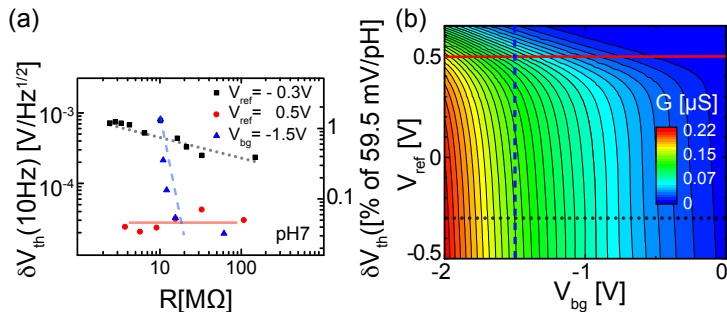 (a)
δV_th(10Hz) [V/Hz^1/2]
10^-3
10^-4
V_ref= - 0.3V
V_ref= 0.5V
V_bg= -1.5V
1
0.1
pH7
1
10
100
1000
R[MΩ]
δV_th([% of 59.5 mV/pH]
(b)
V_ref [V]
0.5
0
-0.5
G [µS]
0.22
0.15
0.07
0
-2
-1
0
V_bg [V]